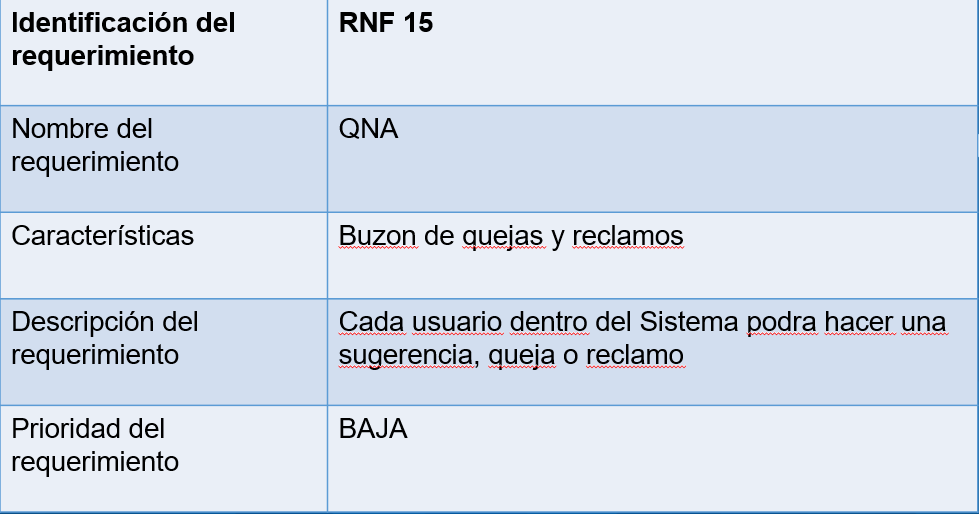 Identificación del
requerimiento
RNF 15
Nombre del
requerimiento
QNA
Características
Buzon de quejas y reclamos
Descripción del
requerimiento
Cada usuario dentro del Sistema podra hacer una
sugerencia, queja o reclamo
Prioridad del
requerimiento
BAJA